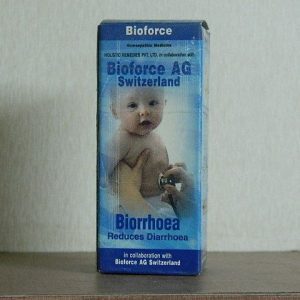 Bioforce
Homoeopathic Medicine
HOLISTIC REMEDIES PVT. LTD. in collaboration with
Bioforce AG
Switzerland
Biorrhoea
Reduces Diarrhoea
in collaboration with
Bioforce AG Switzerland